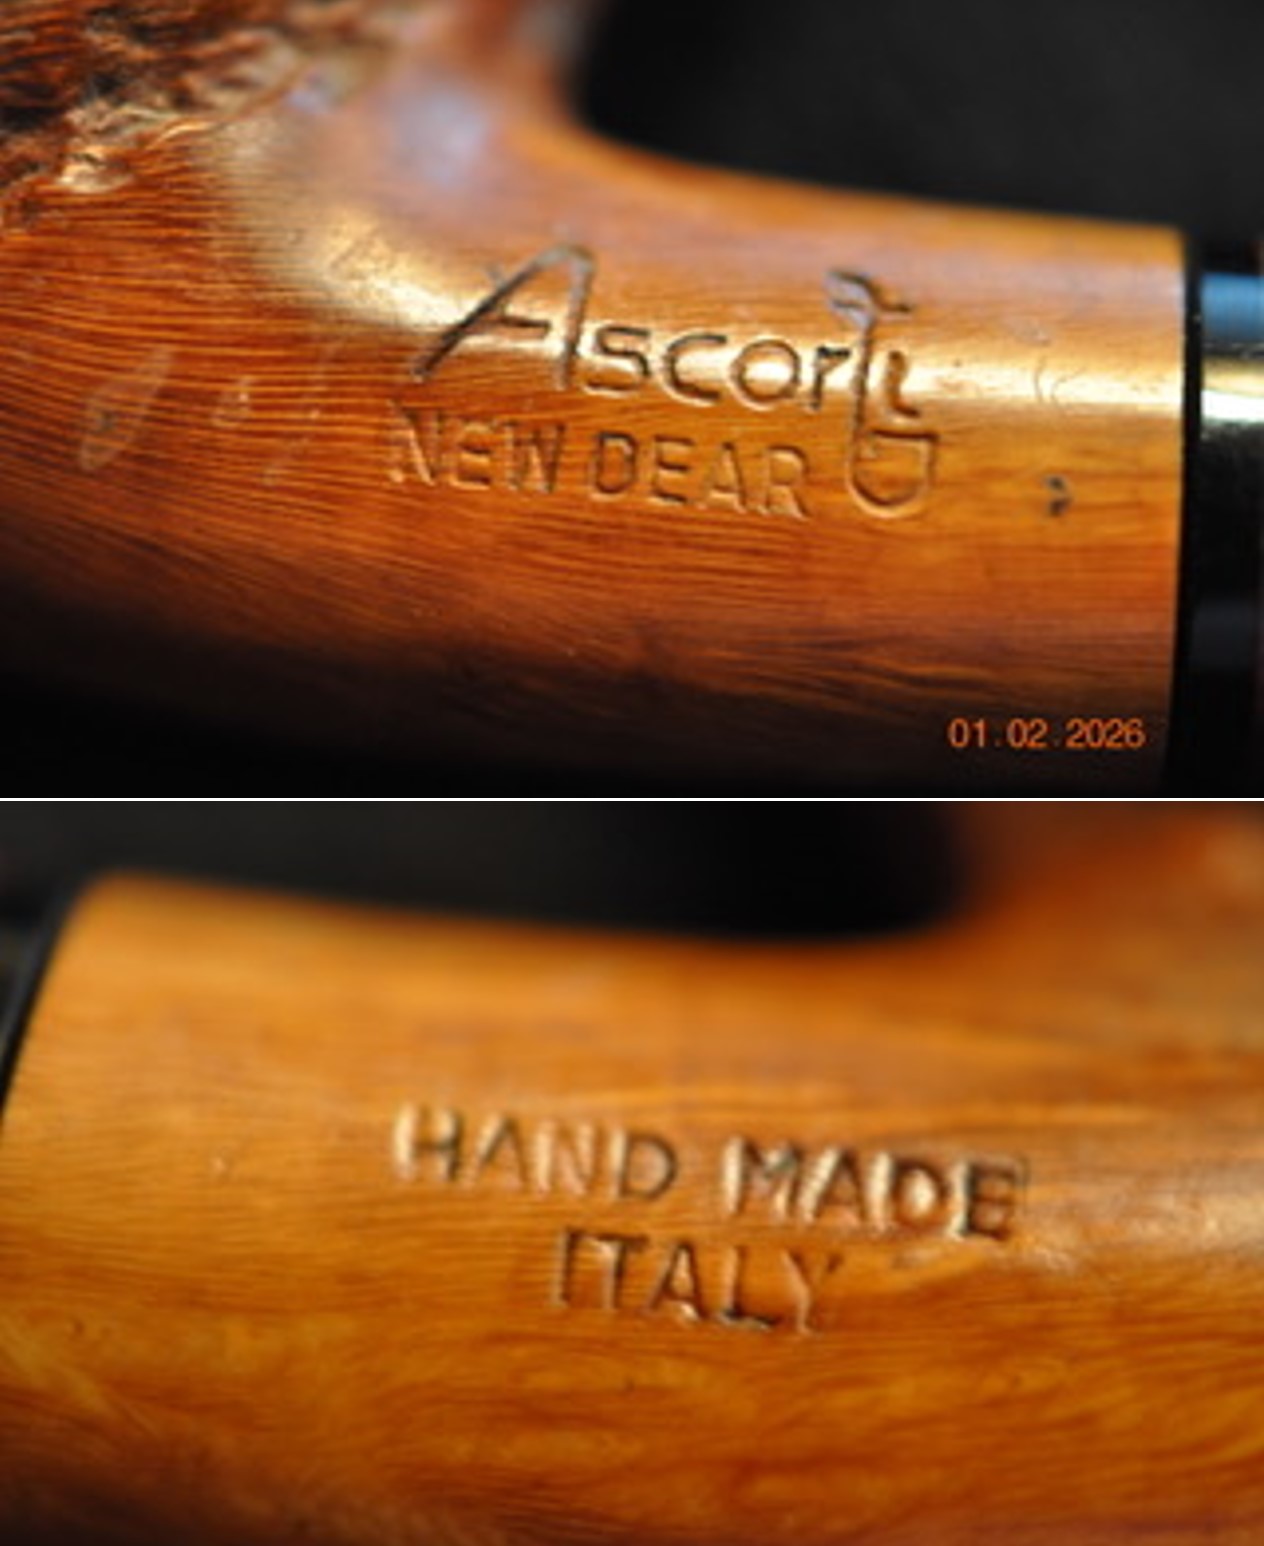 Ascorti
NEW DEAR
01.02.2026
HAND MADE
ITALY